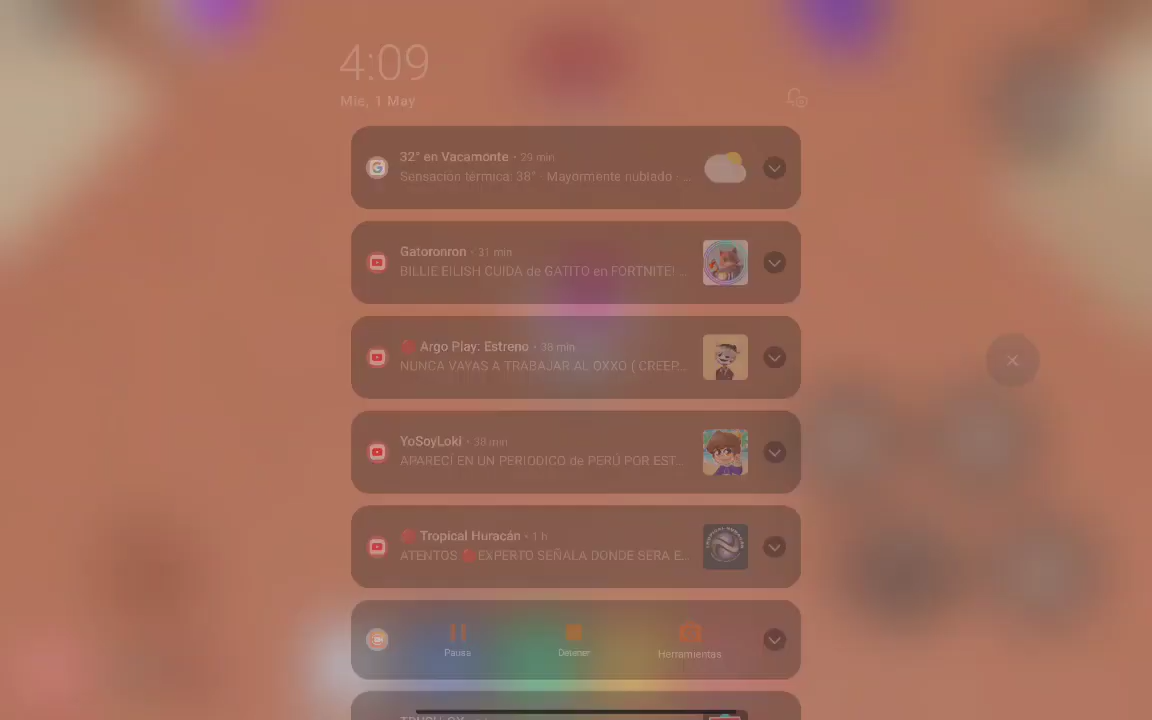 4:09
Mié, 1 May
32° en Vacamonte • 29 min
Sensación térmica: 38° · Mayormente nublado · ...
Gatoronron • 31 min
BILLIE EILISH CUIDA de GATITO en FORTNITE! ...
🔴 Argo Play: Estreno • 38 min
NUNCA VAYAS A TRABAJAR AL OXXO ( CREEP...
YoSoyLoki • 38 min
APARECÍ EN UN PERIODICO de PERÚ POR EST...
🔴 Tropical Huracán • 1 h
ATENTOS 🔴EXPERTO SEÑALA DONDE SERA E...
Pausa
Detener
Herramientas